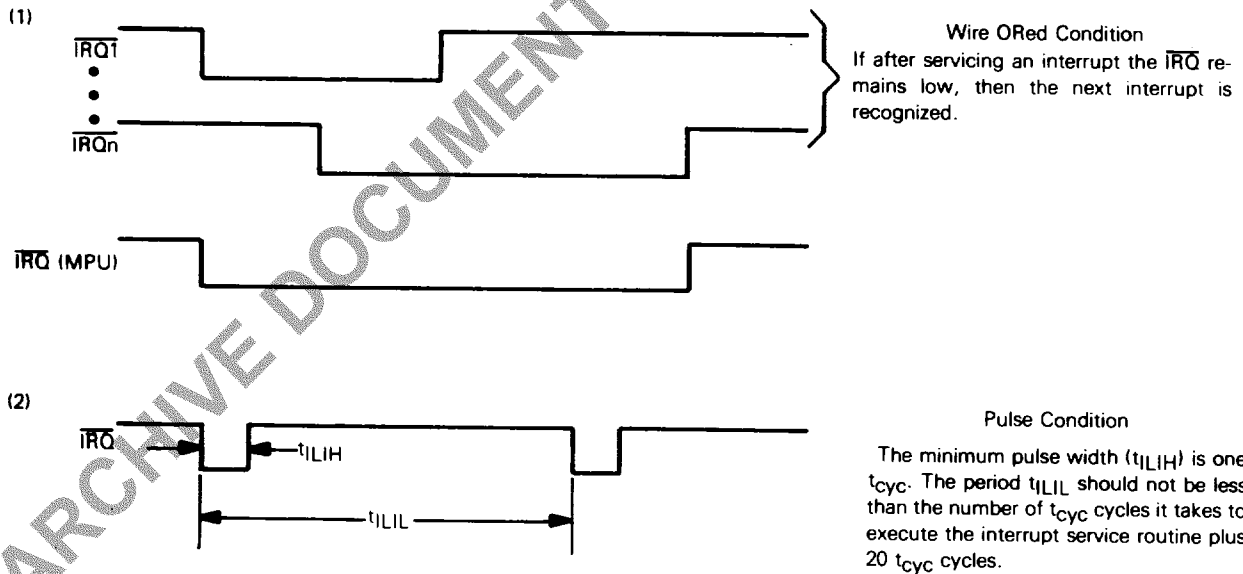 (1)
IRQ1
IRQn
IRQ (MPU)
Wire ORed Condition
If after servicing an interrupt the IRQ re-
mains low, then the next interrupt is
recognized.
(2)
IRQ
tILIH
tILIL
Pulse Condition
The minimum pulse width (tILIH) is one
tcyc. The period tILIL should not be less
than the number of tcyc cycles it takes to
execute the interrupt service routine plus
20 tcyc cycles.
ARCHIVE DOCUMENT